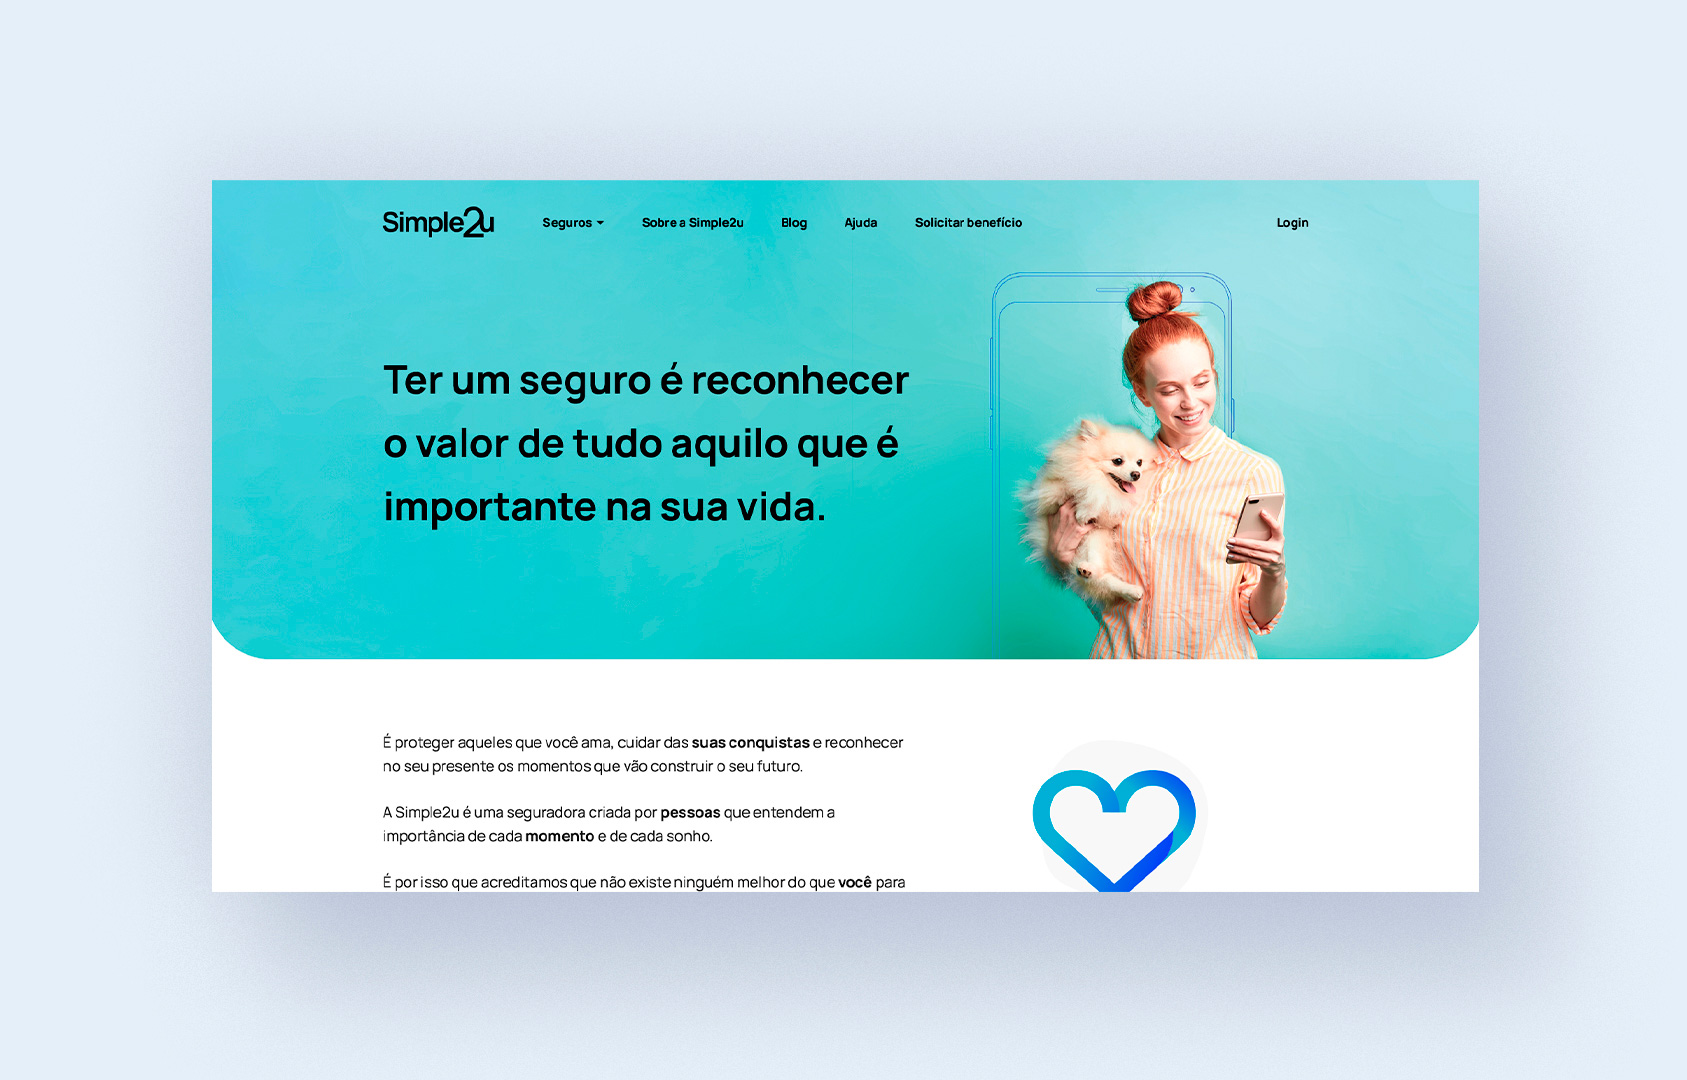 Simple2u
Seguros
Sobre a Simple2u
Blog
Ajuda
Solicitar benefício
Login
Ter um seguro é reconhecer
o valor de tudo aquilo que é
importante na sua vida.
É proteger aqueles que você ama, cuidar das suas conquistas e reconhecer
no seu presente os momentos que vão construir o seu futuro.
A Simple2u é uma seguradora criada por pessoas que entendem a
importância de cada momento e de cada sonho.
É por isso que acreditamos que não existe ninguém melhor do que você para